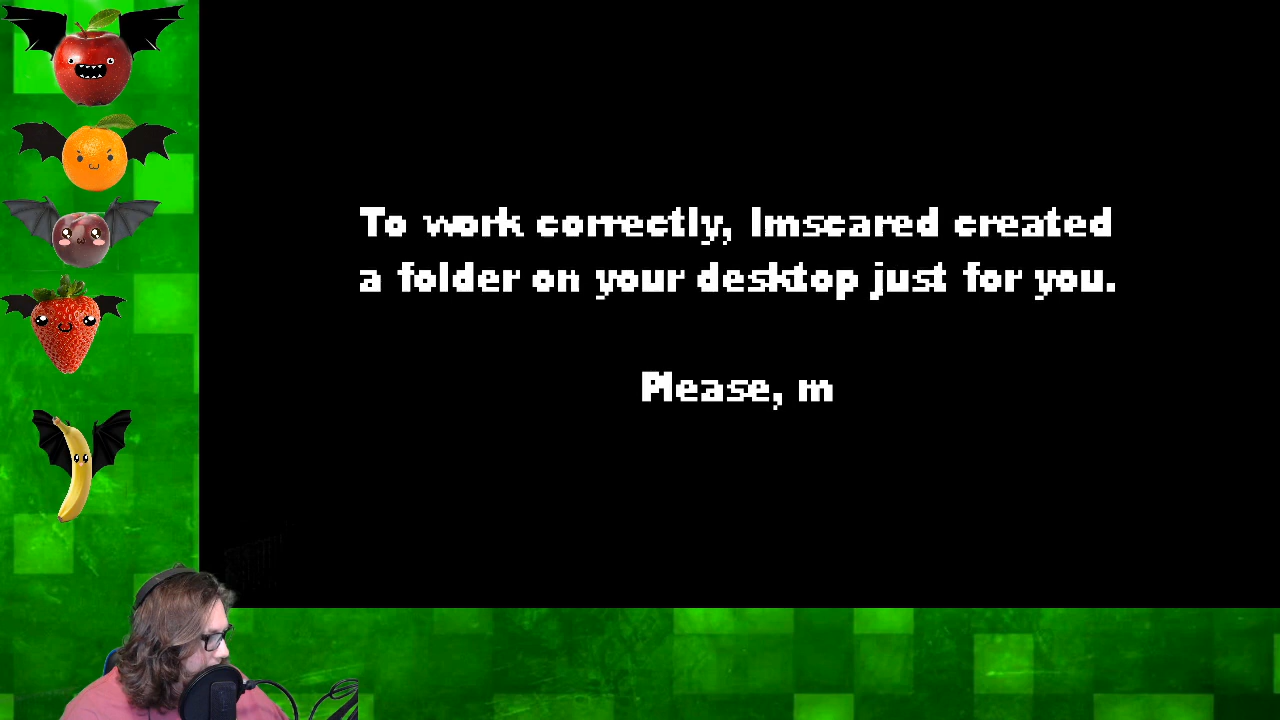 To work correctly, Imscared created
a folder on your desktop just for you.
Please, m